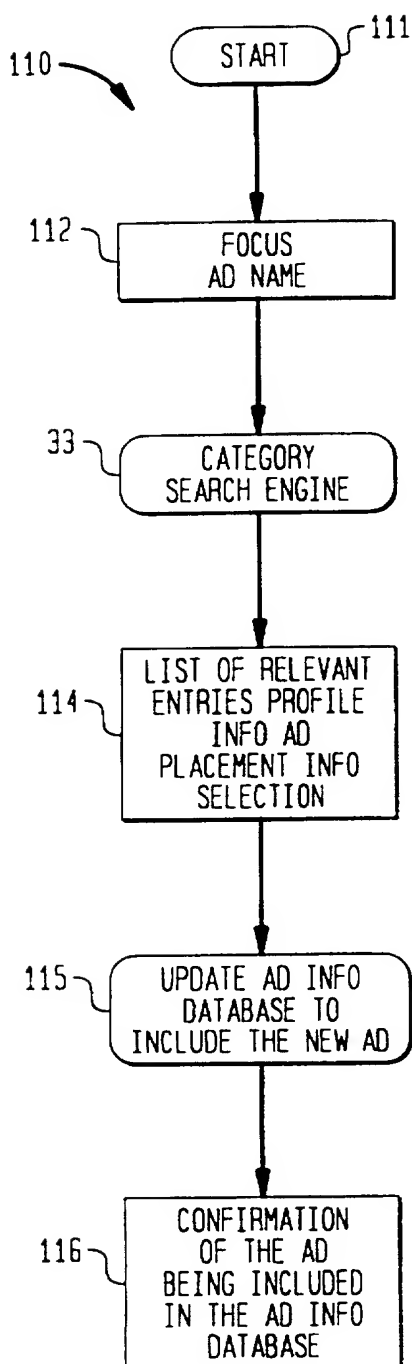 111
START
110
112
FOCUS
AD NAME
33
CATEGORY
SEARCH ENGINE
114
LIST OF RELEVANT
ENTRIES PROFILE
INFO AD
PLACEMENT INFO
SELECTION
115
UPDATE AD INFO
DATABASE TO
INCLUDE THE NEW AD
116
CONFIRMATION
OF THE AD
BEING INCLUDED
IN THE AD INFO
DATABASE